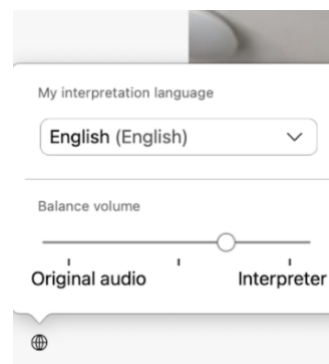 My interpretation language
English (English)
Balance volume
Original audio Interpreter